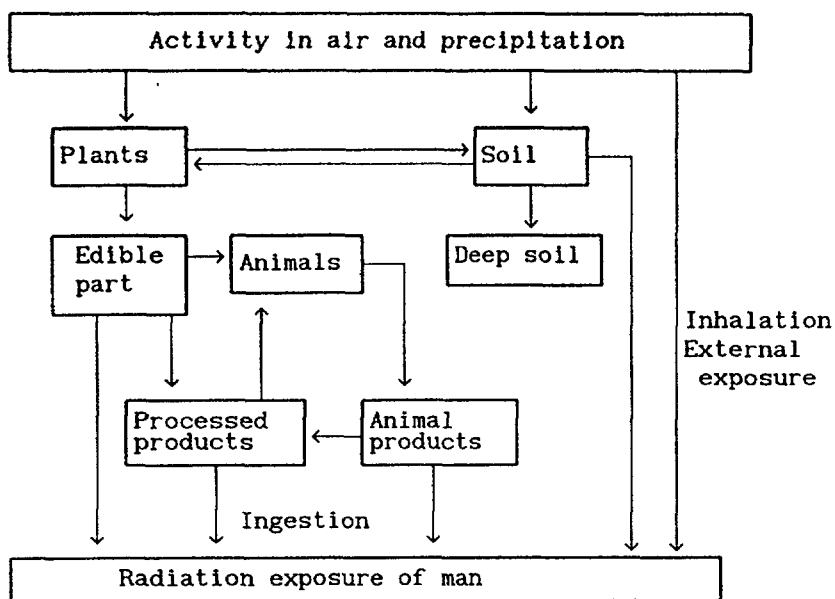 Activity in air and precipitation
Plants
Soil
Edible
part
Animals
Deep soil
Inhalation
External
exposure
Processed
products
Animal
products
Ingestion
Radiation exposure of man